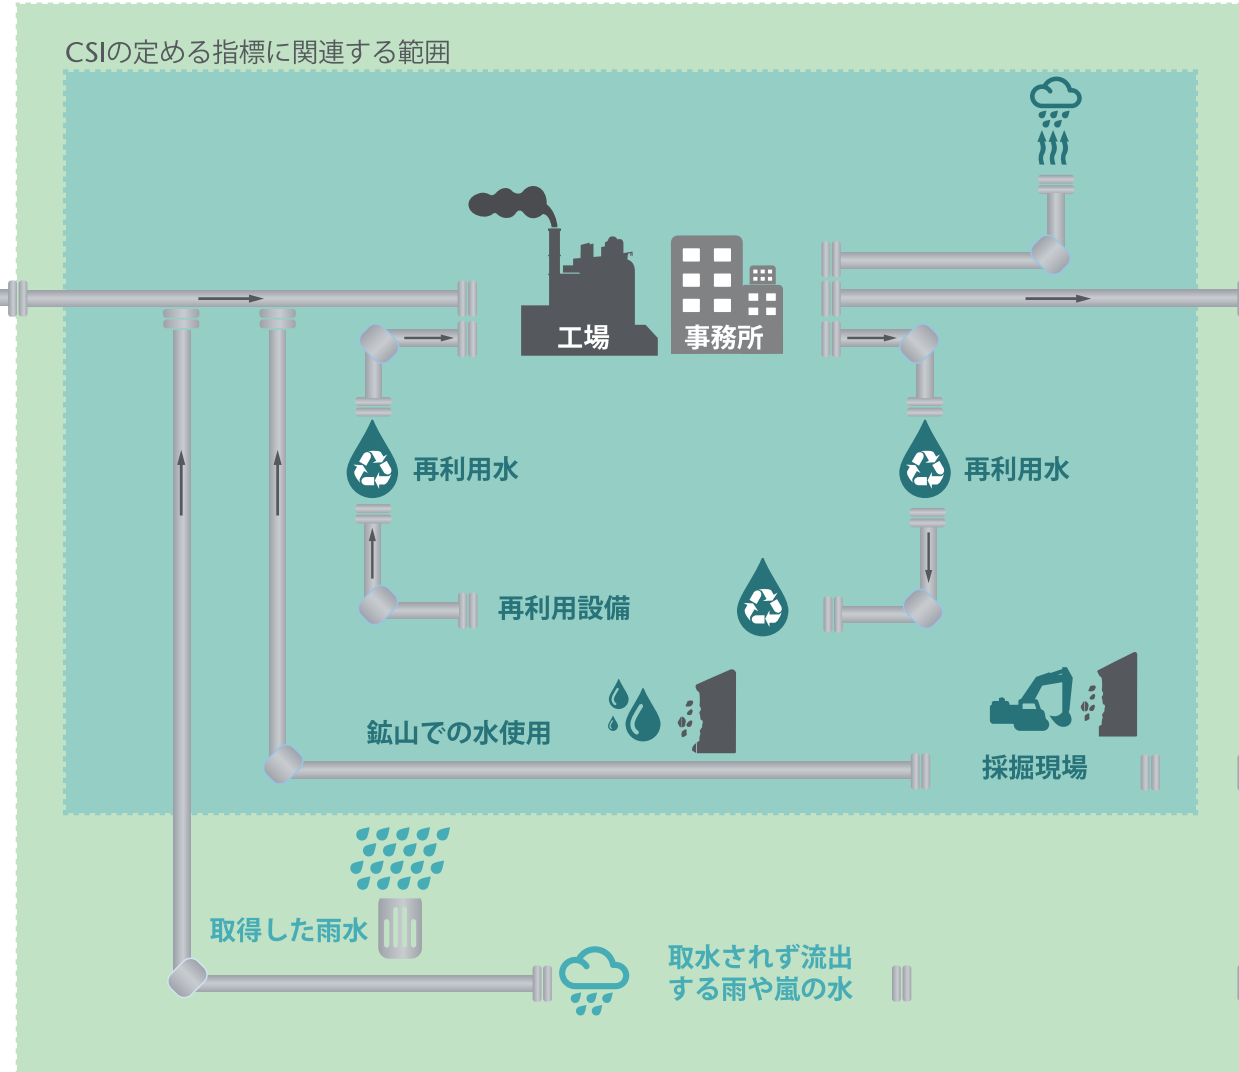 CSIの定める指標に関連する範囲
工場
事務所
再利用水
再利用水
再利用設備
鉱山での水使用
採掘現場
取得した雨水
取水されず流出
する雨や嵐の水